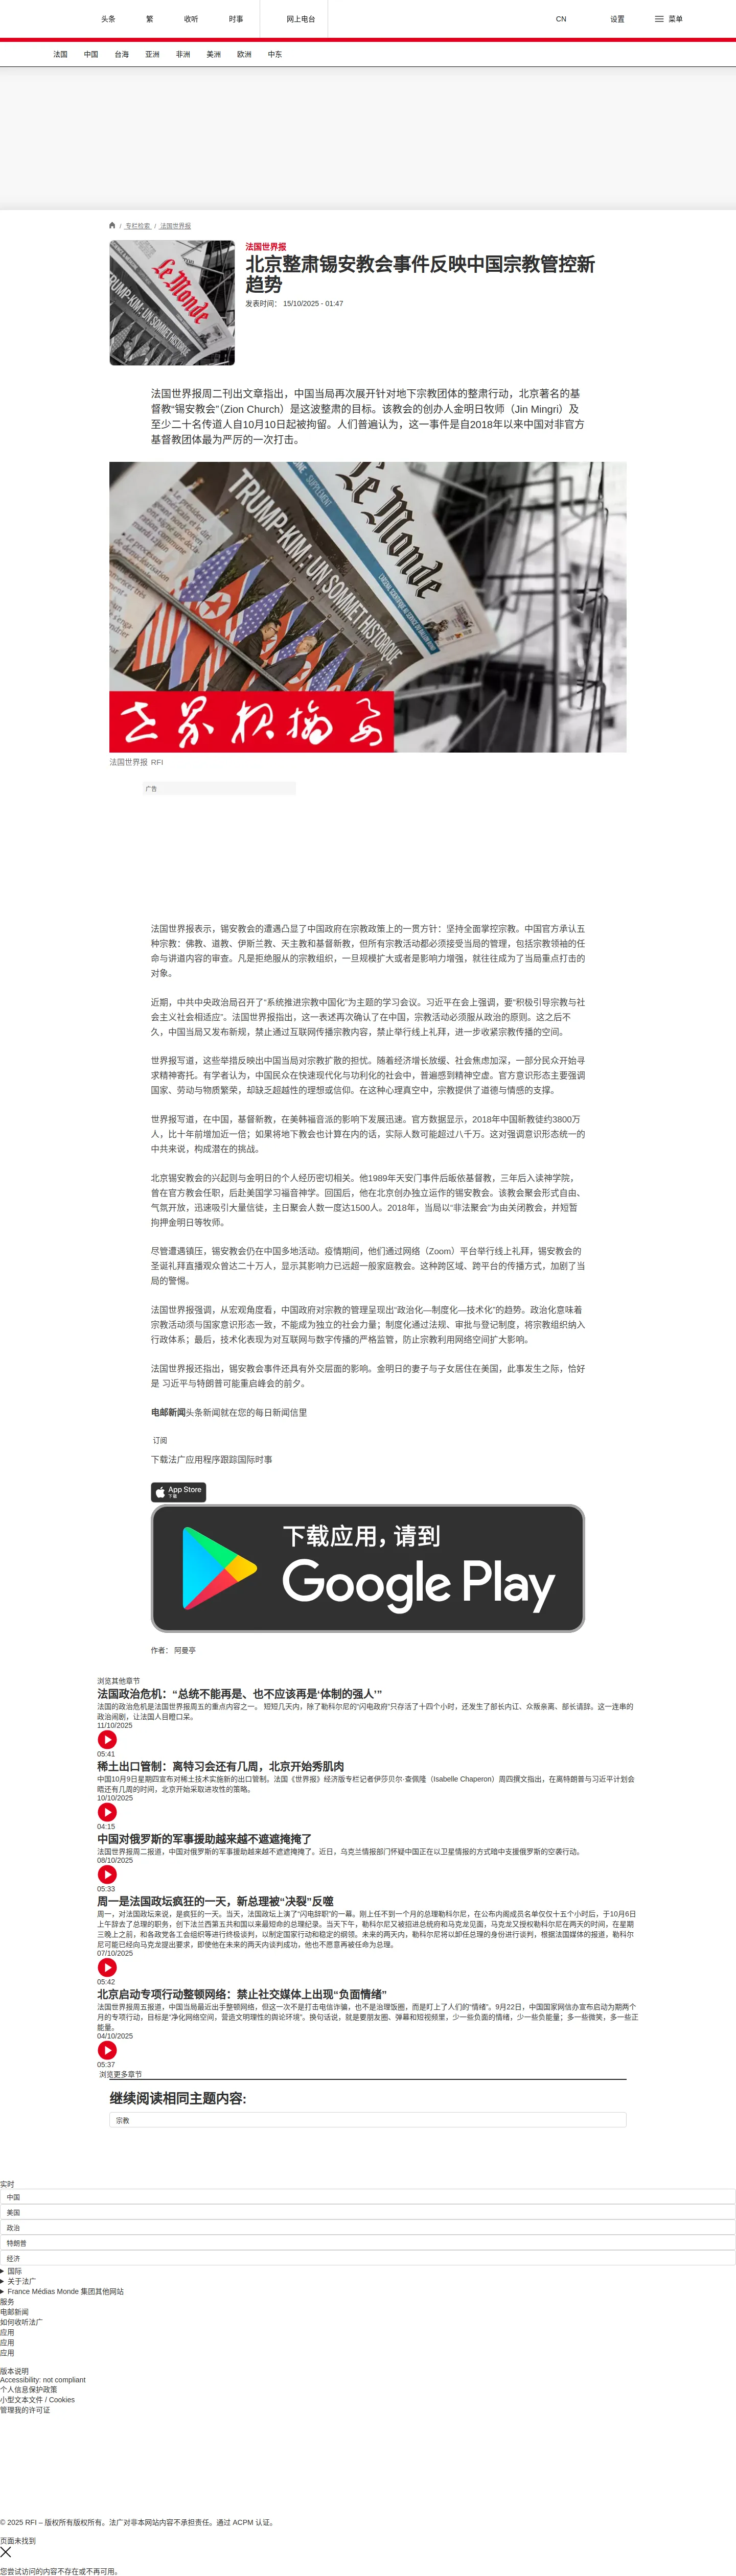 头条
繁
收听
时事
网上电台
CN
设置
菜单
法国
中国
台海
亚洲
非洲
美洲
欧洲
中东
/ 专栏检索 / 法国世界报
Le Monde
TRUMP-KIM: UN SOMMET HISTORIQUE
法国世界报
北京整肃锡安教会事件反映中国宗教管控新
趋势
发表时间： 15/10/2025 - 01:47
法国世界报周二刊出文章指出，中国当局再次展开针对地下宗教团体的整肃行动，北京著名的基
督教“锡安教会”（Zion Church）是这波整肃的目标。该教会的创办人金明日牧师（Jin Mingri）及
至少二十名传道人自10月10日起被拘留。人们普遍认为，这一事件是自2018年以来中国对非官方
基督教团体最为严厉的一次打击。
SUPPLÉMENT
Le Monde
TRUMP-KIM: UN SOMMET HISTORIQUE
世界报摘要
法国世界报 RFI
广告
法国世界报表示，锡安教会的遭遇凸显了中国政府在宗教政策上的一贯方针：坚持全面掌控宗教。中国官方承认五
种宗教：佛教、道教、伊斯兰教、天主教和基督新教，但所有宗教活动都必须接受当局的管理，包括宗教领袖的任
命与讲道内容的审查。凡是拒绝服从的宗教组织，一旦规模扩大或者是影响力增强，就往往成为了当局重点打击的
对象。
近期，中共中央政治局召开了“系统推进宗教中国化”为主题的学习会议。习近平在会上强调，要“积极引导宗教与社
会主义社会相适应”。法国世界报指出，这一表述再次确认了在中国，宗教活动必须服从政治的原则。这之后不
久，中国当局又发布新规，禁止通过互联网传播宗教内容，禁止举行线上礼拜，进一步收紧宗教传播的空间。
世界报写道，这些举措反映出中国当局对宗教扩散的担忧。随着经济增长放缓、社会焦虑加深，一部分民众开始寻
求精神寄托。有学者认为，中国民众在快速现代化与功利化的社会中，普遍感到精神空虚。官方意识形态主要强调
国家、劳动与物质繁荣，却缺乏超越性的理想或信仰。在这种心理真空中，宗教提供了道德与情感的支撑。
世界报写道，在中国，基督新教，在美韩福音派的影响下发展迅速。官方数据显示，2018年中国新教徒约3800万
人，比十年前增加近一倍；如果将地下教会也计算在内的话，实际人数可能超过八千万。这对强调意识形态统一的
中共来说，构成潜在的挑战。
北京锡安教会的兴起则与金明日的个人经历密切相关。他1989年天安门事件后皈依基督教，三年后入读神学院，
曾在官方教会任职，后赴美国学习福音神学。回国后，他在北京创办独立运作的锡安教会。该教会聚会形式自由、
气氛开放，迅速吸引大量信徒，主日聚会人数一度达1500人。2018年，当局以“非法聚会”为由关闭教会，并短暂
拘押金明日等牧师。
尽管遭遇镇压，锡安教会仍在中国多地活动。疫情期间，他们通过网络（Zoom）平台举行线上礼拜，锡安教会的
圣诞礼拜直播观众曾达二十万人，显示其影响力已远超一般家庭教会。这种跨区域、跨平台的传播方式，加剧了当
局的警惕。
法国世界报强调，从宏观角度看，中国政府对宗教的管理呈现出“政治化—制度化—技术化”的趋势。政治化意味着
宗教活动须与国家意识形态一致，不能成为独立的社会力量；制度化通过法规、审批与登记制度，将宗教组织纳入
行政体系；最后，技术化表现为对互联网与数字传播的严格监管，防止宗教利用网络空间扩大影响。
法国世界报还指出，锡安教会事件还具有外交层面的影响。金明日的妻子与子女居住在美国，此事发生之际，恰好
是 习近平与特朗普可能重启峰会的前夕。
电邮新闻头条新闻就在您的每日新闻信里
订阅
下载法广应用程序跟踪国际时事
App Store
下载
下载应用，请到
Google Play
作者： 阿曼亭
浏览其他章节
法国政治危机：“总统不能再是、也不应该再是‘体制的强人’”
法国的政治危机是法国世界报周五的重点内容之一。 短短几天内，除了勒科尔尼的“闪电政府”只存活了十四个小时，还发生了部长内讧、众叛亲离、部长请辞。这一连串的
政治闹剧，让法国人目瞪口呆。
11/10/2025
05:41
稀土出口管制：离特习会还有几周，北京开始秀肌肉
中国10月9日星期四宣布对稀土技术实施新的出口管制。法国《世界报》经济版专栏记者伊莎贝尔·查佩隆（Isabelle Chaperon）周四撰文指出，在离特朗普与习近平计划会
晤还有几周的时间，北京开始采取进攻性的策略。
10/10/2025
04:15
中国对俄罗斯的军事援助越来越不遮遮掩掩了
法国世界报周二报道，中国对俄罗斯的军事援助越来越不遮遮掩掩了。近日，乌克兰情报部门怀疑中国正在以卫星情报的方式暗中支援俄罗斯的空袭行动。
08/10/2025
05:33
周一是法国政坛疯狂的一天，新总理被“决裂”反噬
周一，对法国政坛来说，是疯狂的一天。当天，法国政坛上演了“闪电辞职”的一幕。刚上任不到一个月的总理勒科尔尼，在公布内阁成员名单仅仅十五个小时后，于10月6日
上午辞去了总理的职务，创下法兰西第五共和国以来最短命的总理纪录。当天下午，勒科尔尼又被招进总统府和马克龙见面，马克龙又授权勒科尔尼在两天的时间，在星期
三晚上之前，和各政党各工会组织等进行终极谈判，以制定国家行动和稳定的纲领。未来的两天内，勒科尔尼将以卸任总理的身份进行谈判，根据法国媒体的报道，勒科尔
尼可能已经向马克龙提出要求，即使他在未来的两天内谈判成功，他也不愿意再被任命为总理。
07/10/2025
05:42
北京启动专项行动整顿网络：禁止社交媒体上出现“负面情绪”
法国世界报周五报道，中国当局最近出手整顿网络，但这一次不是打击电信诈骗，也不是治理饭圈，而是盯上了人们的“情绪”。9月22日，中国国家网信办宣布启动为期两个
月的专项行动，目标是“净化网络空间，营造文明理性的舆论环境”。换句话说，就是要朋友圈、弹幕和短视频里，少一些负面的情绪，少一些负能量；多一些微笑，多一些正
能量。
04/10/2025
05:37
浏览更多章节
继续阅读相同主题内容:
宗教
实时
中国
美国
政治
特朗普
经济
国际
关于法广
France Médias Monde 集团其他网站
服务
电邮新闻
如何收听法广
应用
应用
应用
版本说明
Accessibility: not compliant
个人信息保护政策
小型文本文件 / Cookies
管理我的许可证
© 2025 RFI – 版权所有版权所有。法广对非本网站内容不承担责任。通过 ACPM 认证。
页面未找到
您尝试访问的内容不存在或不再可用。